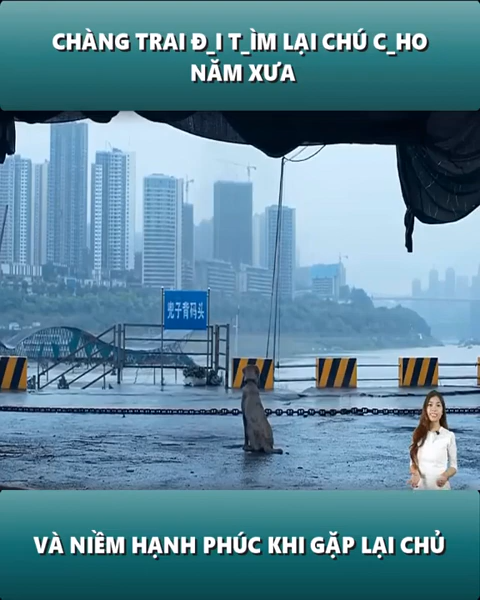 CHÀNG TRAI Đ_I T_ÌM LẠI CHÚ C_HO
NĂM XƯA
兜子背码头
VÀ NIỀM HẠNH PHÚC KHI GẶP LẠI CHỦ